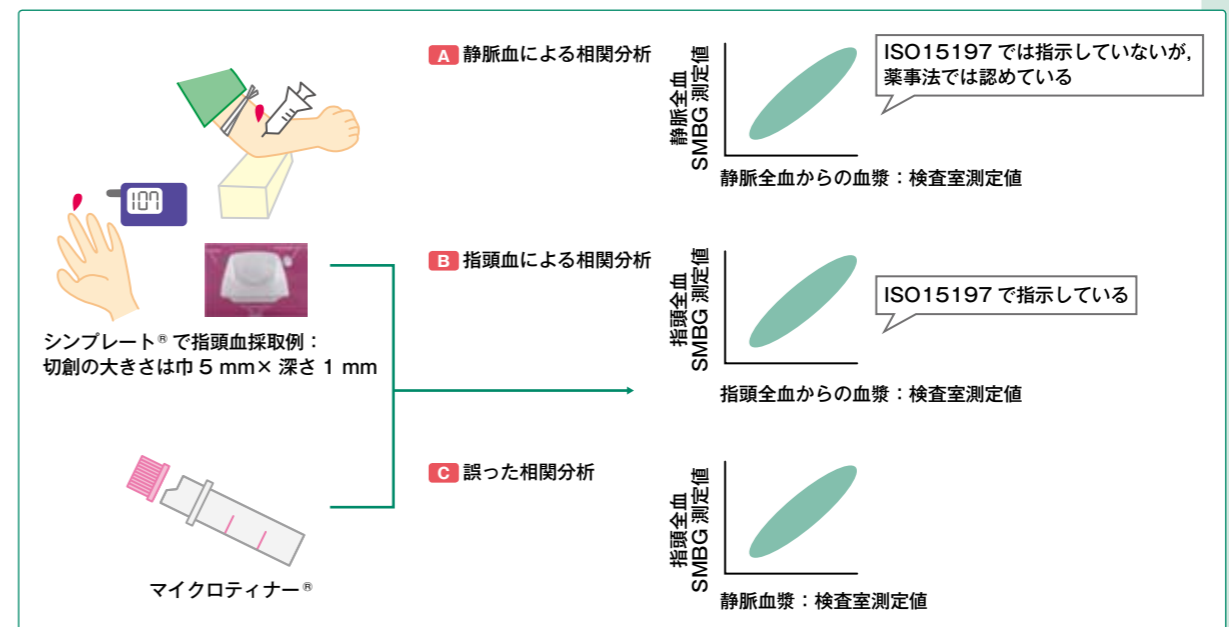 A 静脈血による相関分析
静脈全血
SMBG 測定値
静脈全血からの血漿：検査室測定値
ISO15197 では指示していないが，
薬事法では認めている
107
シンプレート® で指頭血採取例：
切創の大きさは巾 5 mm× 深さ 1 mm
B 指頭血による相関分析
指頭全血
SMBG 測定値
指頭全血からの血漿：検査室測定値
ISO15197 で指示している
マイクロティナー®
C 誤った相関分析
指頭全血
SMBG 測定値
静脈血漿：検査室測定値